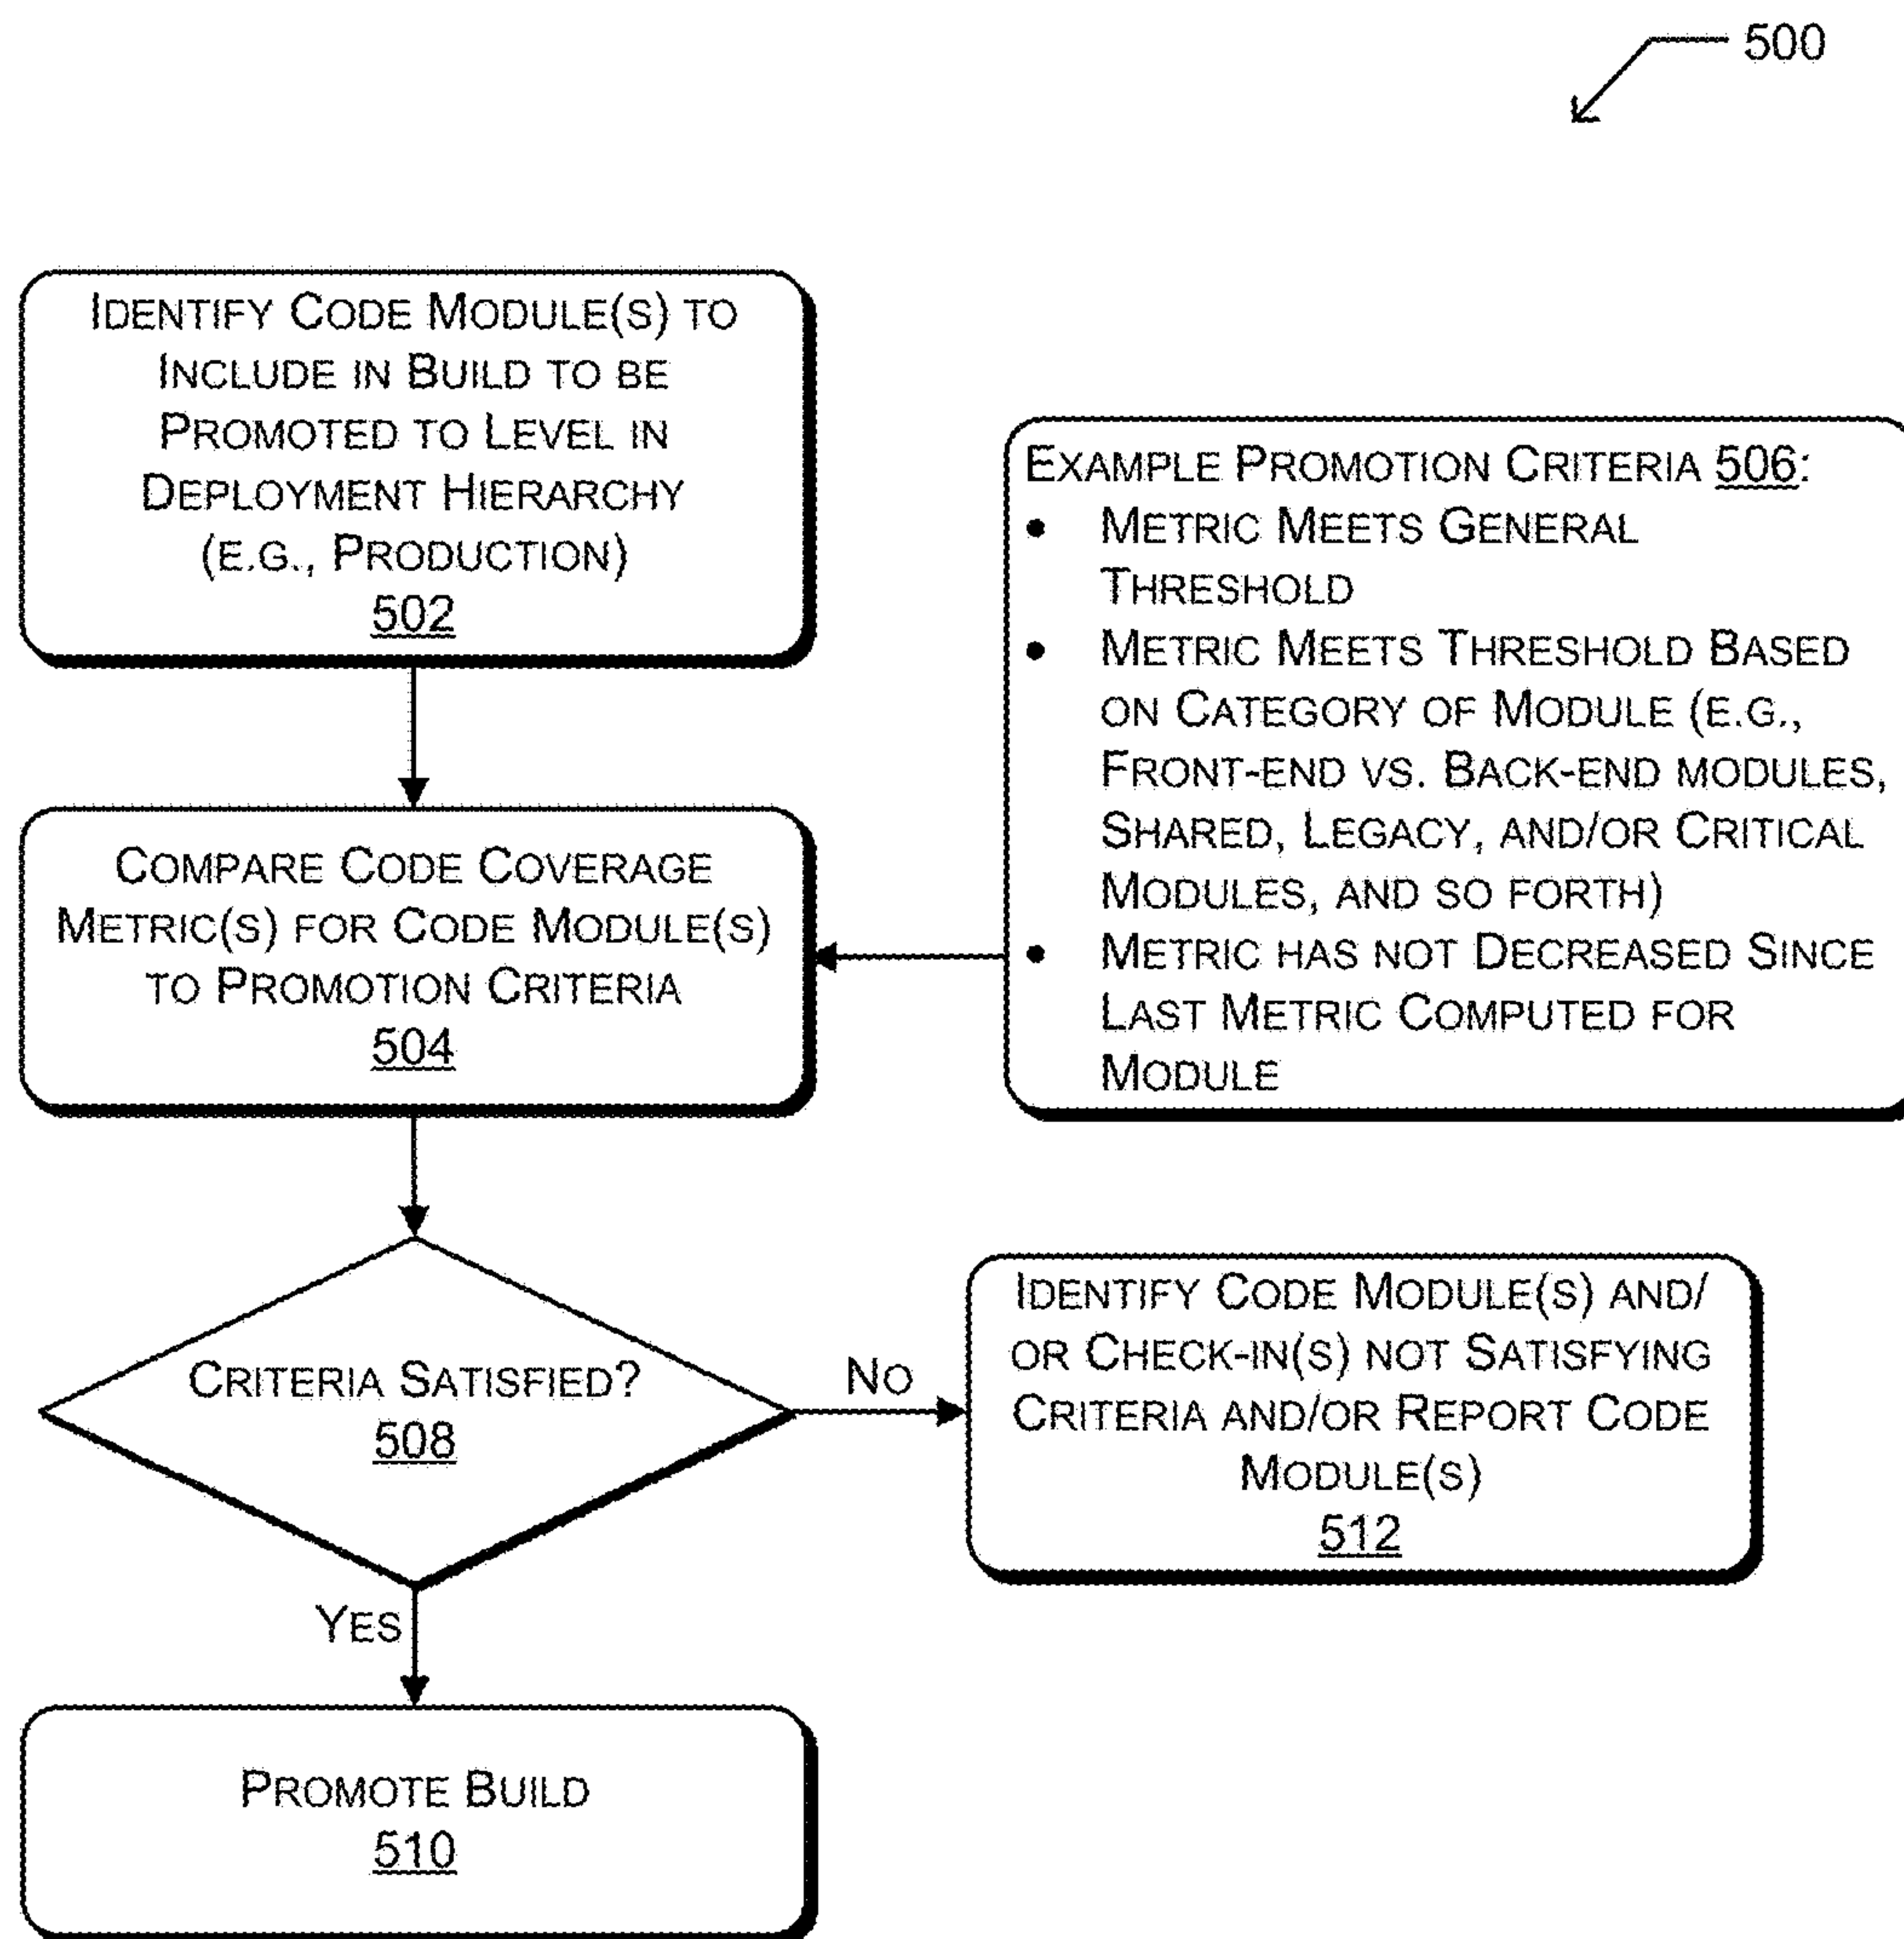 500
IDENTIFY CODE MODULE(S) TO
INCLUDE IN BUILD TO BE
PROMOTED TO LEVEL IN
DEPLOYMENT HIERARCHY
(E.G., PRODUCTION)
502
EXAMPLE PROMOTION CRITERIA 506:
• METRIC MEETS GENERAL
THRESHOLD
• METRIC MEETS THRESHOLD BASED
ON CATEGORY OF MODULE (E.G.,
FRONT-END VS. BACK-END MODULES,
SHARED, LEGACY, AND/OR CRITICAL
MODULES, AND SO FORTH)
• METRIC HAS NOT DECREASED SINCE
LAST METRIC COMPUTED FOR
MODULE
COMPARE CODE COVERAGE
METRIC(S) FOR CODE MODULE(S)
TO PROMOTION CRITERIA
504
CRITERIA SATISFIED?
508
NO
IDENTIFY CODE MODULE(S) AND/
OR CHECK-IN(S) NOT SATISFYING
CRITERIA AND/OR REPORT CODE
MODULE(S)
512
YES
PROMOTE BUILD
510